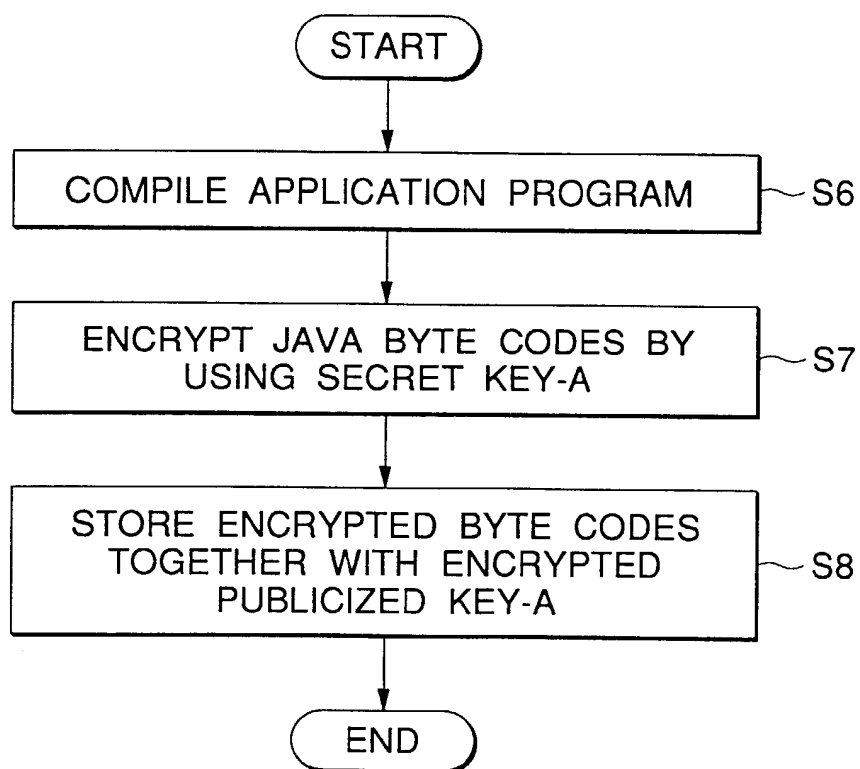 START
COMPILE APPLICATION PROGRAM
S6
ENCRYPT JAVA BYTE CODES BY
USING SECRET KEY-A
S7
STORE ENCRYPTED BYTE CODES
TOGETHER WITH ENCRYPTED
PUBLICIZED KEY-A
S8
END